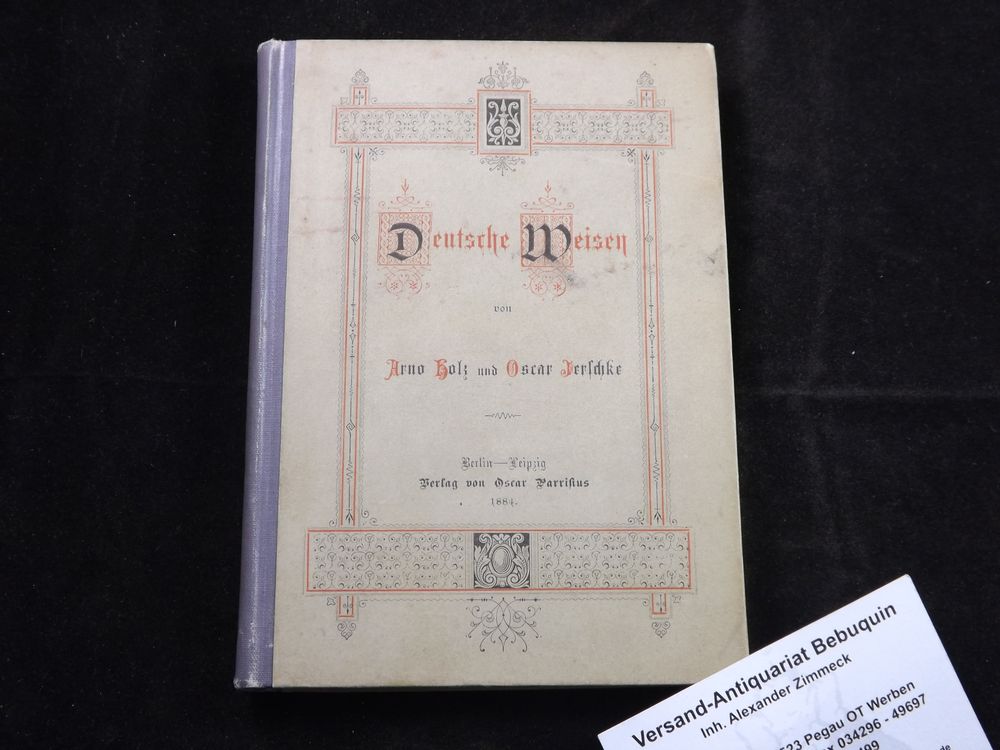 Deutsche Weisen
von
Arno Holz und Oscar Jerschke
Berlin—Leipzig
Verlag von Oscar Parrisius
1884.
Versand-Antiquariat Bebuquin
Inh. Alexander Zimmeck
523 Pegau OT Werben
034296 - 49697